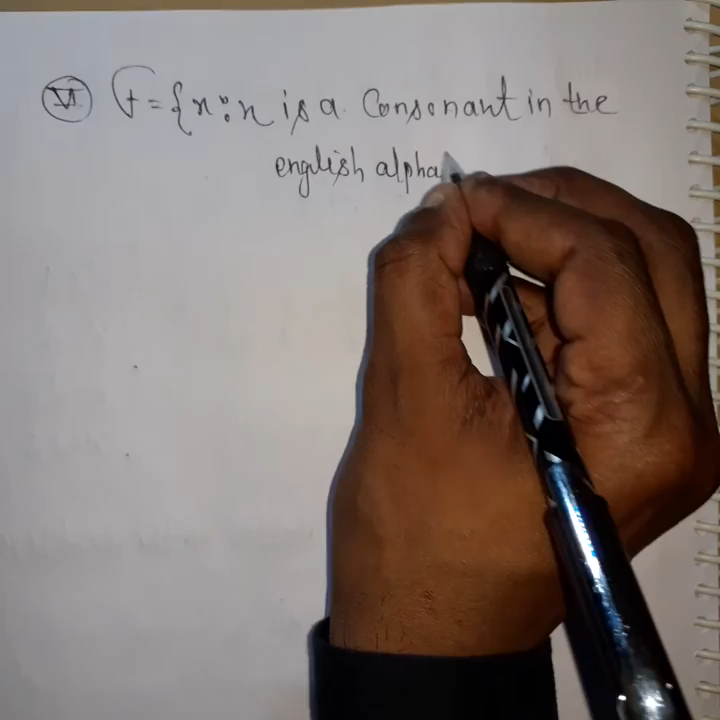 (VI) F = {x : x is a Consonant in the
english alpha